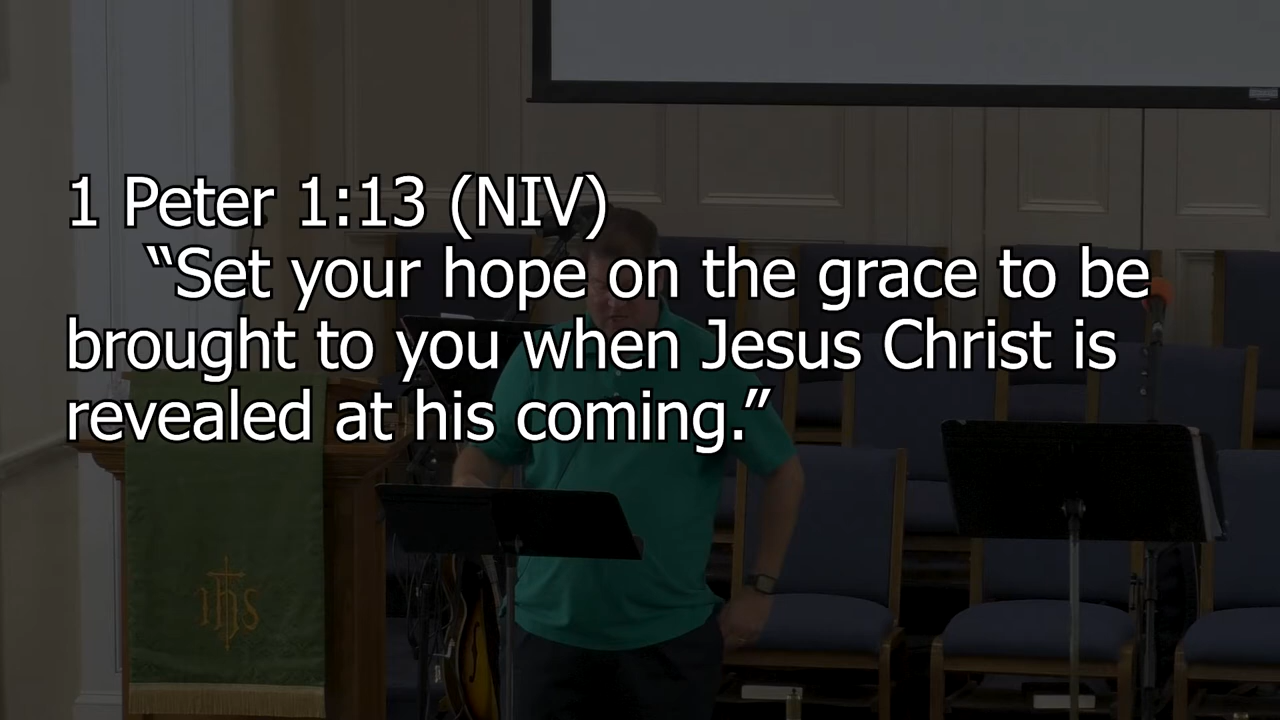 1 Peter 1:13 (NIV)
“Set your hope on the grace to be
brought to you when Jesus Christ is
revealed at his coming.”
IHS